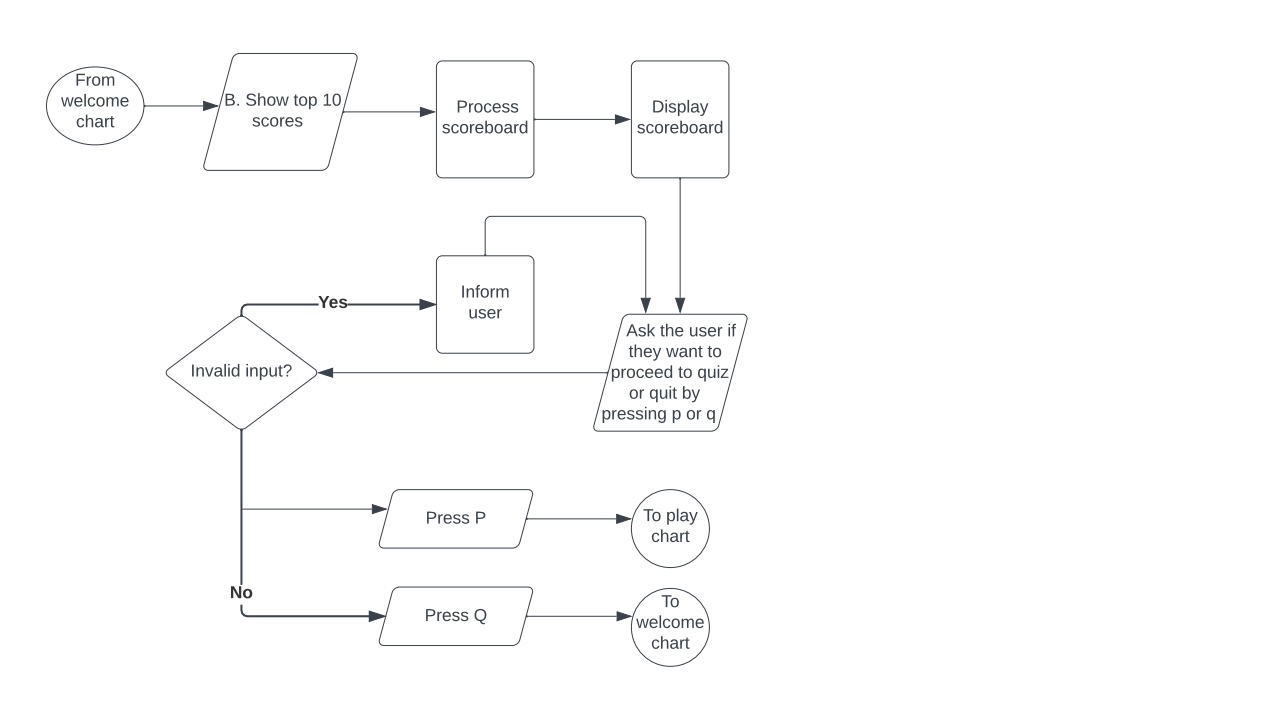 From
welcome
chart
B. Show top 10
scores
Process
scoreboard
Display
scoreboard
Yes
Inform
user
Invalid input?
Ask the user if
they want to
proceed to quiz
or quit by
pressing p or q
Press P
To play
chart
No
Press Q
To
welcome
chart